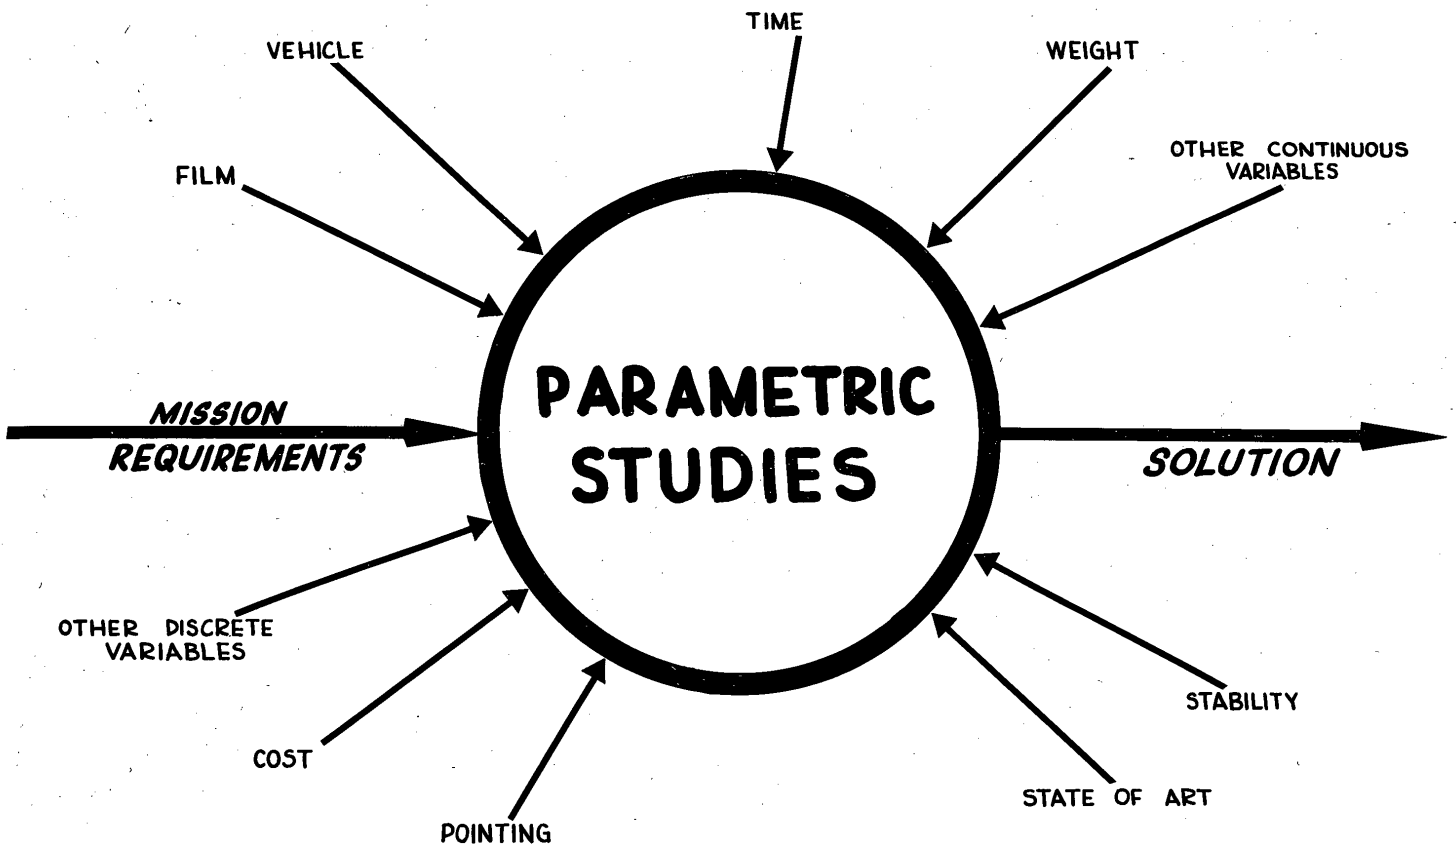 TIME
VEHICLE
WEIGHT
OTHER CONTINUOUS
VARIABLES
FILM
PARAMETRIC
STUDIES
MISSION
REQUIREMENTS
SOLUTION
OTHER DISCRETE
VARIABLES
STABILITY
COST
STATE OF ART
POINTING